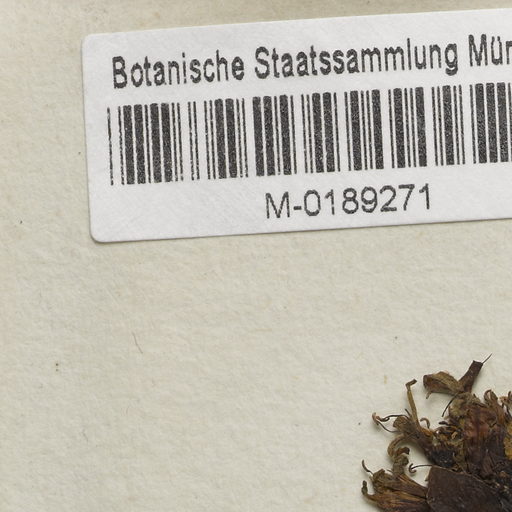 Botanische Staatssammlung Mün
M-0189271